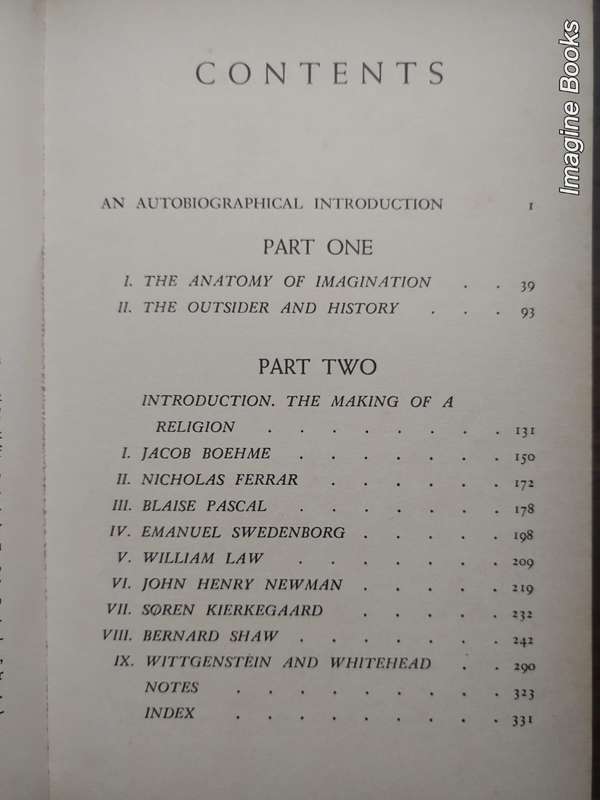 CONTENTS
AN AUTOBIOGRAPHICAL INTRODUCTION 1
PART ONE
I. THE ANATOMY OF IMAGINATION . . 39
II. THE OUTSIDER AND HISTORY . . . 93
PART TWO
INTRODUCTION. THE MAKING OF A
RELIGION . . . . . . . . 131
I. JACOB BOEHME . . . . . . . 150
II. NICHOLAS FERRAR . . . . . . 172
III. BLAISE PASCAL . . . . . . . 178
IV. EMANUEL SWEDENBORG . . . . . 198
V. WILLIAM LAW . . . . . . . 209
VI. JOHN HENRY NEWMAN . . . . . 219
VII. SØREN KIERKEGAARD . . . . . 232
VIII. BERNARD SHAW . . . . . . . 242
IX. WITTGENSTEIN AND WHITEHEAD . . 290
NOTES . . . . . . . . . 323
INDEX . . . . . . . . . 331
Imagine Books